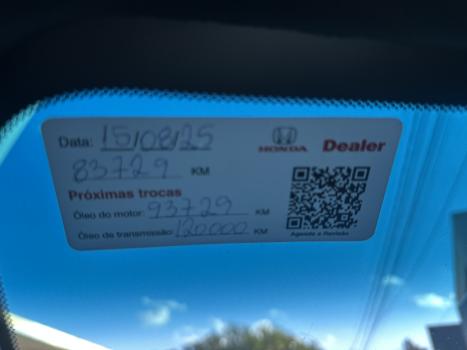 Data: 15/08/25
HONDA Dealer
83729 KM
Próximas trocas
Óleo do motor: 93729 KM
Óleo de transmissão: 120000 KM
Agende a Revisão